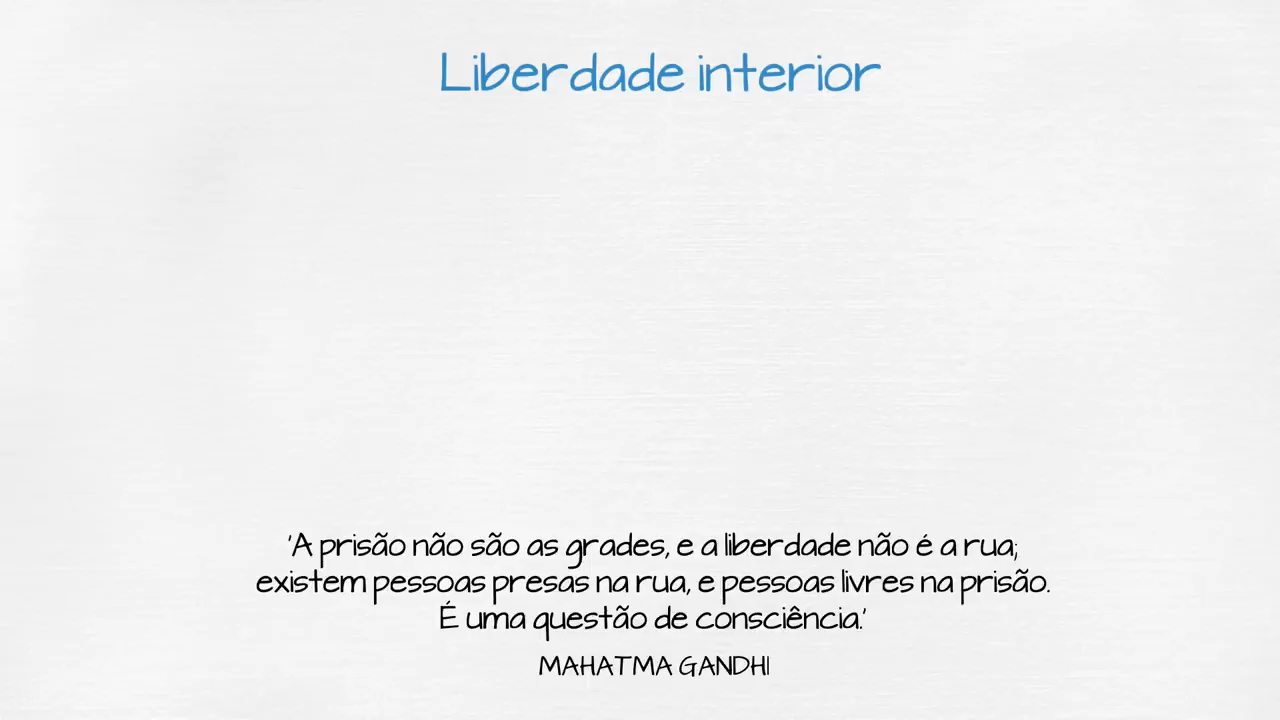 Liberdade interior
'A prisão não são as grades, e a liberdade não é a rua;
existem pessoas presas na rua, e pessoas livres na prisão.
É uma questão de consciência.'
MAHATMA GANDHI